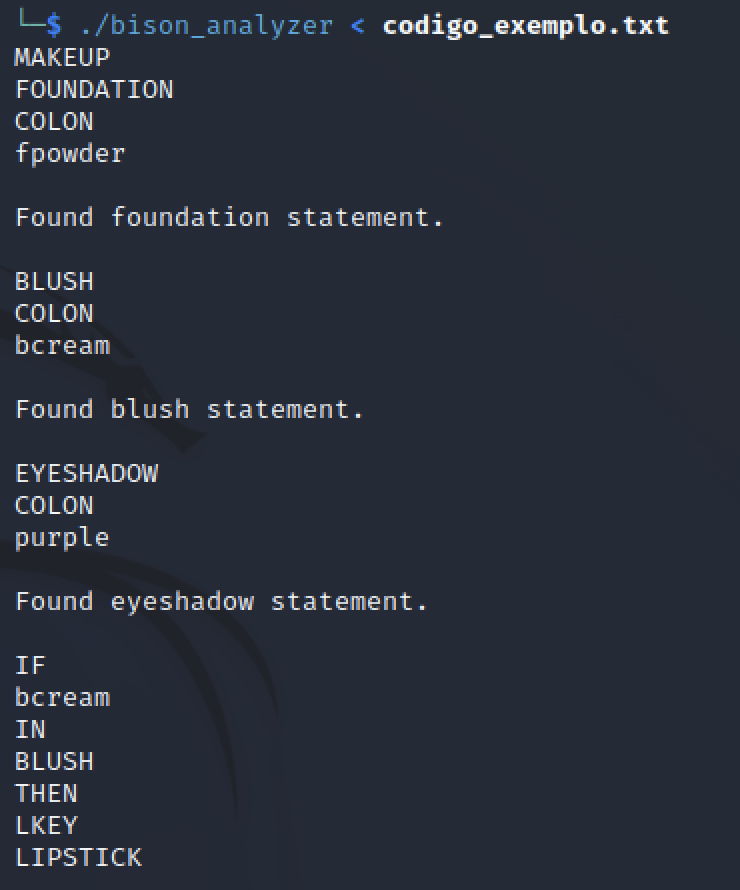 └─$ ./bison_analyzer < codigo_exemplo.txt
MAKEUP
FOUNDATION
COLON
fpowder
Found foundation statement.
BLUSH
COLON
bcream
Found blush statement.
EYESHADOW
COLON
purple
Found eyeshadow statement.
IF
bcream
IN
BLUSH
THEN
LKEY
LIPSTICK